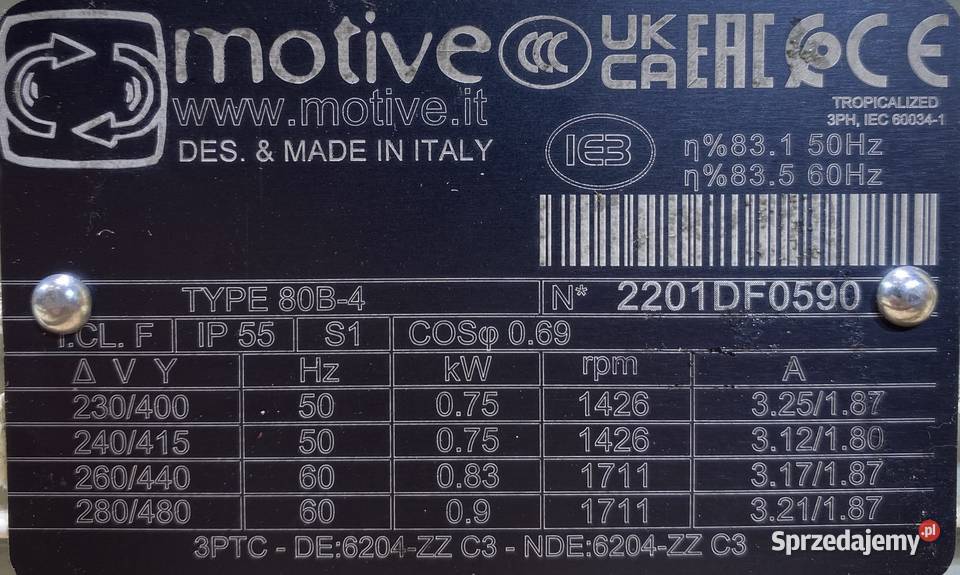 motive CCC UK CA EAC CE
www.motive.it
TROPICALIZED
3PH, IEC 60034-1
DES. & MADE IN ITALY
IE3 η%83.1 50Hz
η%83.5 60Hz
TYPE 80B-4 N* 2201DF0590
I.CL. F IP 55 S1 COSφ 0.69
Δ V Y Hz kW rpm A
230/400 50 0.75 1426 3.25/1.87
240/415 50 0.75 1426 3.12/1.80
260/440 60 0.83 1711 3.17/1.87
280/480 60 0.9 1711 3.21/1.87
3PTC - DE:6204-ZZ C3 - NDE:6204-ZZ C3
Sprzedajemy.pl